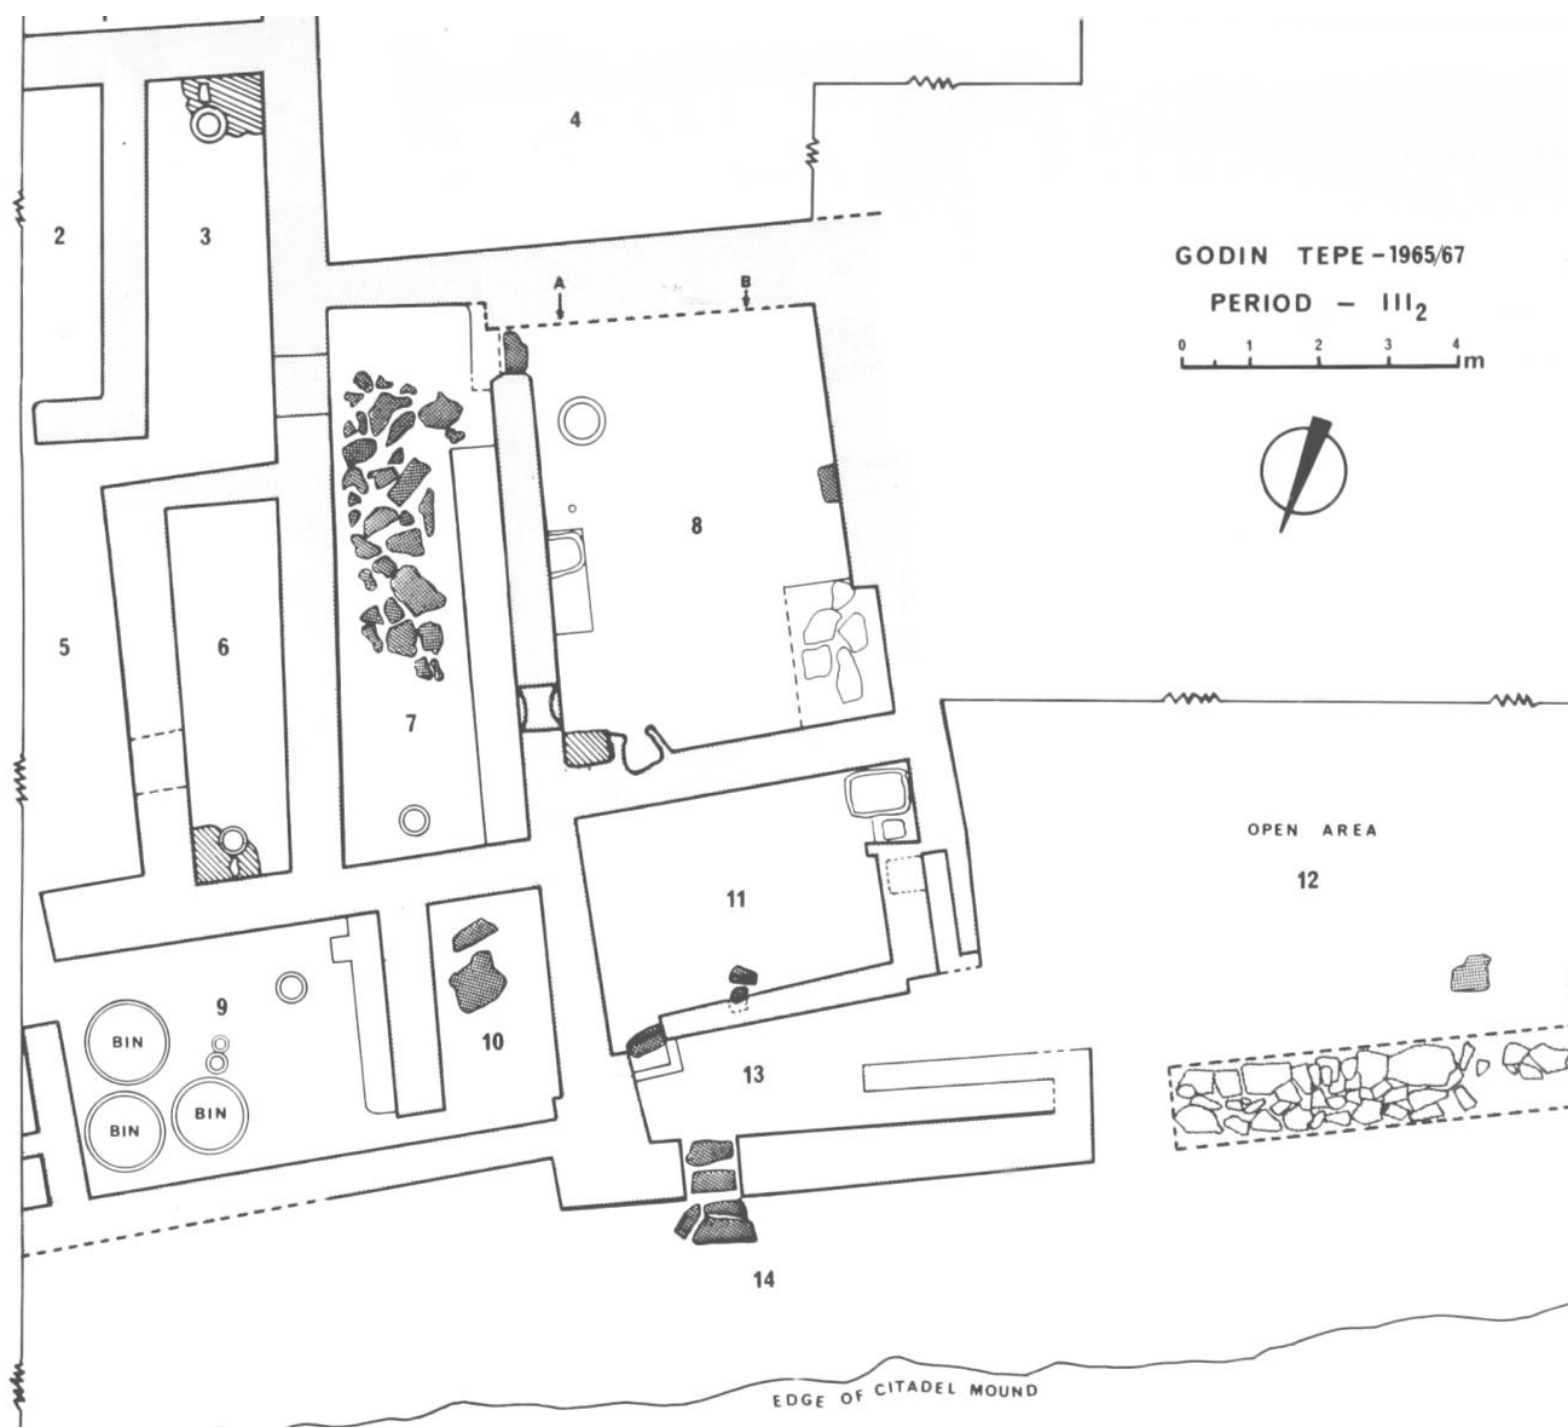 4
2
3
GODIN TEPE - 1965/67
PERIOD - III2
A
B
0 1 2 3 4 m
8
5
6
7
OPEN AREA
12
11
9
BIN
10
13
BIN
BIN
14
EDGE OF CITADEL MOUND